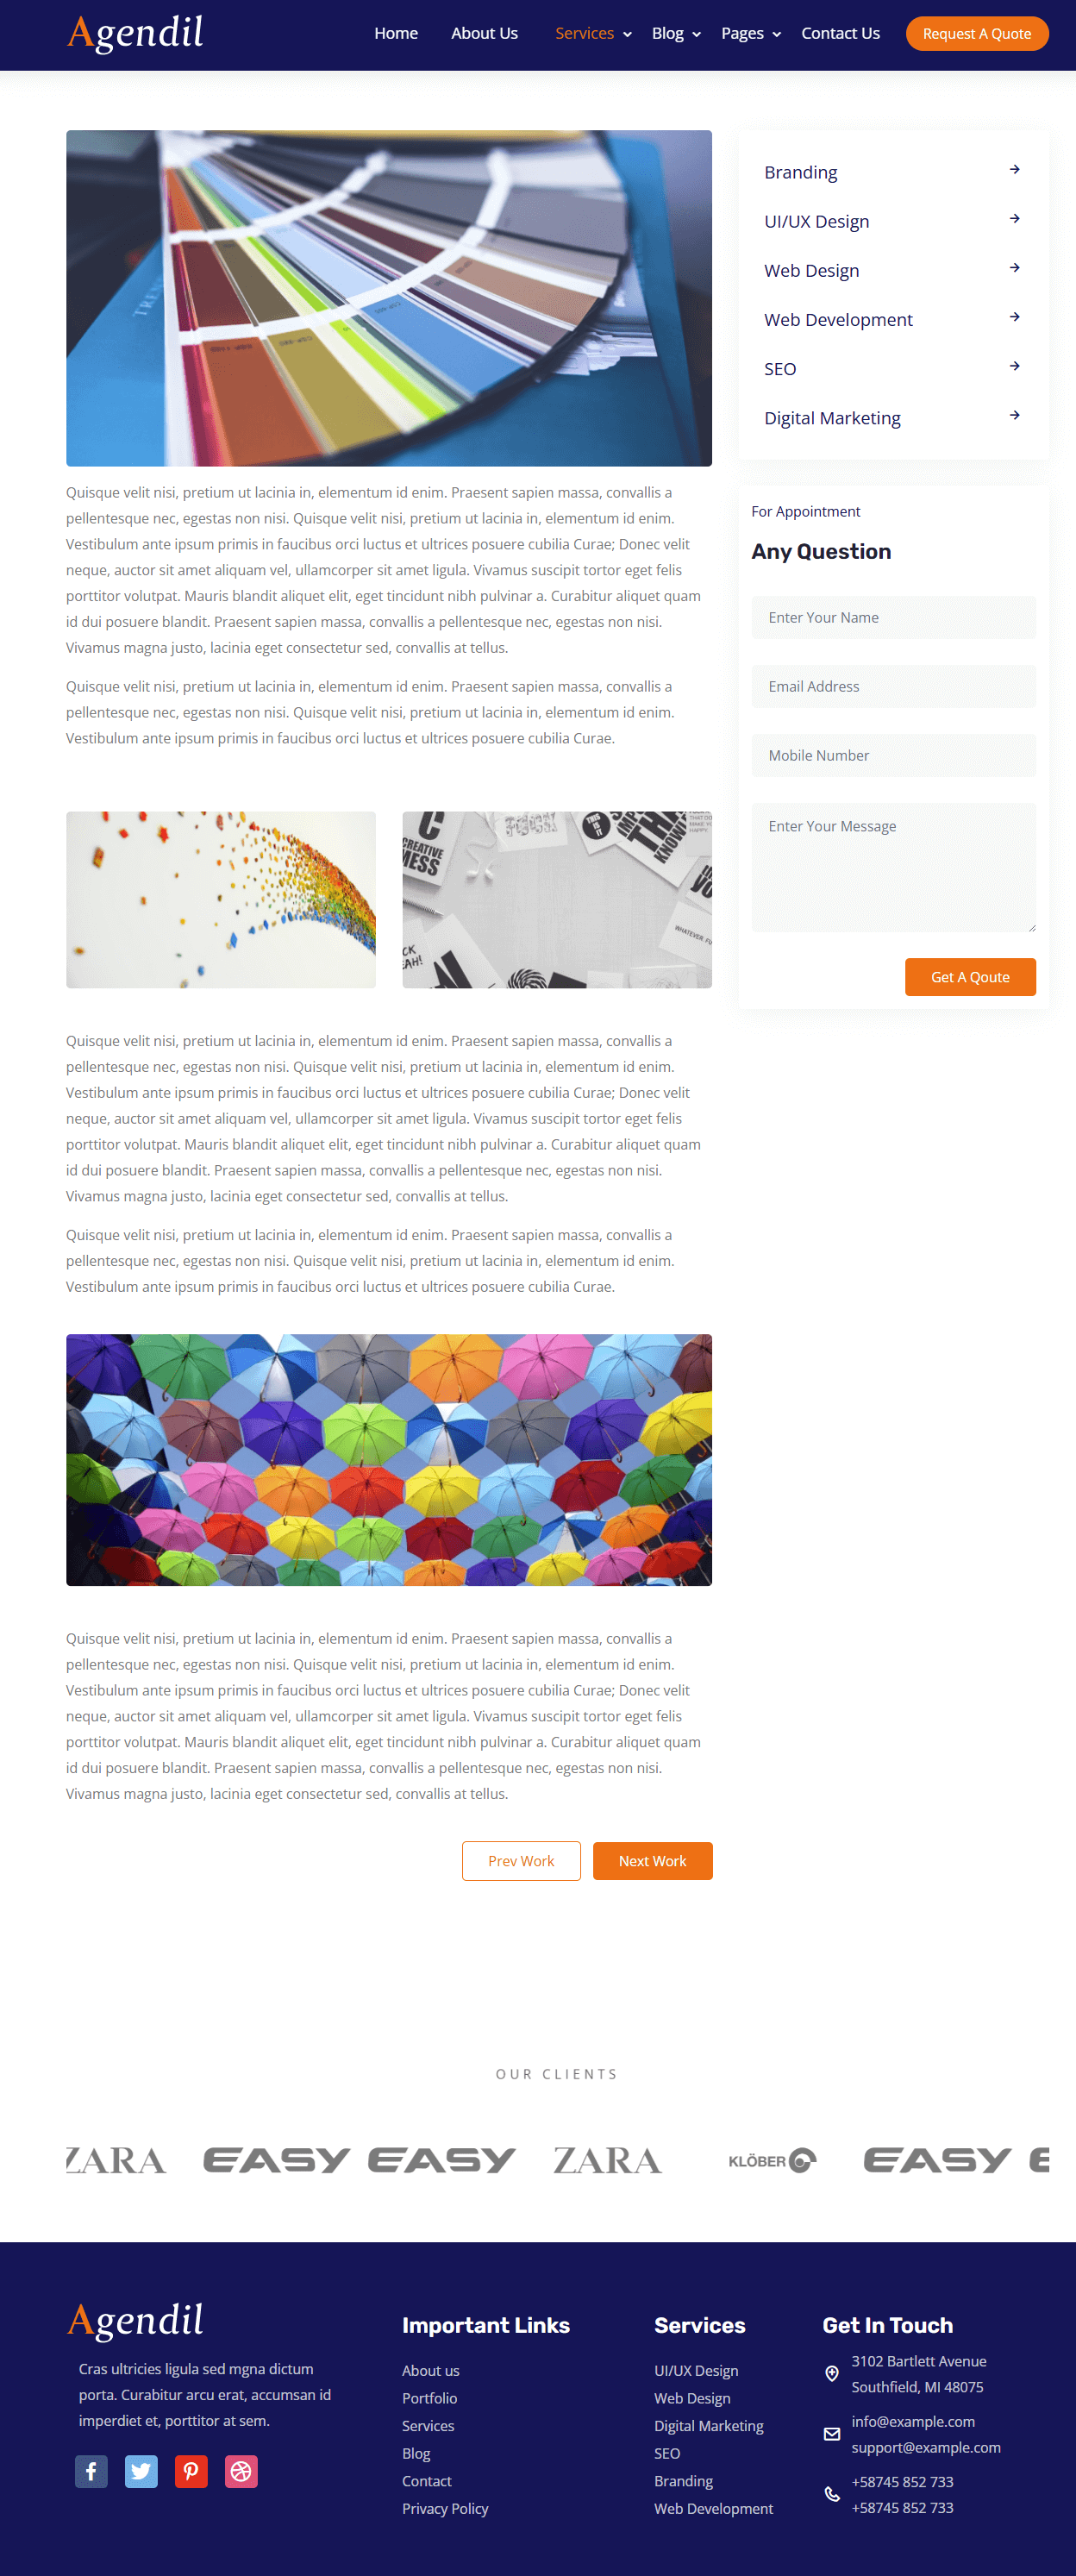 Agendil
Home About Us Services Blog Pages Contact Us Request A Quote
Branding
UI/UX Design
Web Design
Web Development
SEO
Digital Marketing
Quisque velit nisi, pretium ut lacinia in, elementum id enim. Praesent sapien massa, convallis a
pellentesque nec, egestas non nisi. Quisque velit nisi, pretium ut lacinia in, elementum id enim.
Vestibulum ante ipsum primis in faucibus orci luctus et ultrices posuere cubilia Curae; Donec velit
neque, auctor sit amet aliquam vel, ullamcorper sit amet ligula. Vivamus suscipit tortor eget felis
porttitor volutpat. Mauris blandit aliquet elit, eget tincidunt nibh pulvinar a. Curabitur aliquet quam
id dui posuere blandit. Praesent sapien massa, convallis a pellentesque nec, egestas non nisi.
Vivamus magna justo, lacinia eget consectetur sed, convallis at tellus.
Quisque velit nisi, pretium ut lacinia in, elementum id enim. Praesent sapien massa, convallis a
pellentesque nec, egestas non nisi. Quisque velit nisi, pretium ut lacinia in, elementum id enim.
Vestibulum ante ipsum primis in faucibus orci luctus et ultrices posuere cubilia Curae.
For Appointment
Any Question
Enter Your Name
Email Address
Mobile Number
Enter Your Message
Get A Qoute
CREATIVE
MESS
THIS
IS IT
KNOW
WHATEVER
YEAH!
Quisque velit nisi, pretium ut lacinia in, elementum id enim. Praesent sapien massa, convallis a
pellentesque nec, egestas non nisi. Quisque velit nisi, pretium ut lacinia in, elementum id enim.
Vestibulum ante ipsum primis in faucibus orci luctus et ultrices posuere cubilia Curae; Donec velit
neque, auctor sit amet aliquam vel, ullamcorper sit amet ligula. Vivamus suscipit tortor eget felis
porttitor volutpat. Mauris blandit aliquet elit, eget tincidunt nibh pulvinar a. Curabitur aliquet quam
id dui posuere blandit. Praesent sapien massa, convallis a pellentesque nec, egestas non nisi.
Vivamus magna justo, lacinia eget consectetur sed, convallis at tellus.
Quisque velit nisi, pretium ut lacinia in, elementum id enim. Praesent sapien massa, convallis a
pellentesque nec, egestas non nisi. Quisque velit nisi, pretium ut lacinia in, elementum id enim.
Vestibulum ante ipsum primis in faucibus orci luctus et ultrices posuere cubilia Curae.
Quisque velit nisi, pretium ut lacinia in, elementum id enim. Praesent sapien massa, convallis a
pellentesque nec, egestas non nisi. Quisque velit nisi, pretium ut lacinia in, elementum id enim.
Vestibulum ante ipsum primis in faucibus orci luctus et ultrices posuere cubilia Curae; Donec velit
neque, auctor sit amet aliquam vel, ullamcorper sit amet ligula. Vivamus suscipit tortor eget felis
porttitor volutpat. Mauris blandit aliquet elit, eget tincidunt nibh pulvinar a. Curabitur aliquet quam
id dui posuere blandit. Praesent sapien massa, convallis a pellentesque nec, egestas non nisi.
Vivamus magna justo, lacinia eget consectetur sed, convallis at tellus.
Prev Work Next Work
OUR CLIENTS
ZARA EASY EASY ZARA KLÖBER EASY E
Agendil
Cras ultricies ligula sed mgna dictum
porta. Curabitur arcu erat, accumsan id
imperdiet et, porttitor at sem.
Important Links
About us
Portfolio
Services
Blog
Contact
Privacy Policy
Services
UI/UX Design
Web Design
Digital Marketing
SEO
Branding
Web Development
Get In Touch
3102 Bartlett Avenue
Southfield, MI 48075
info@example.com
support@example.com
+58745 852 733
+58745 852 733